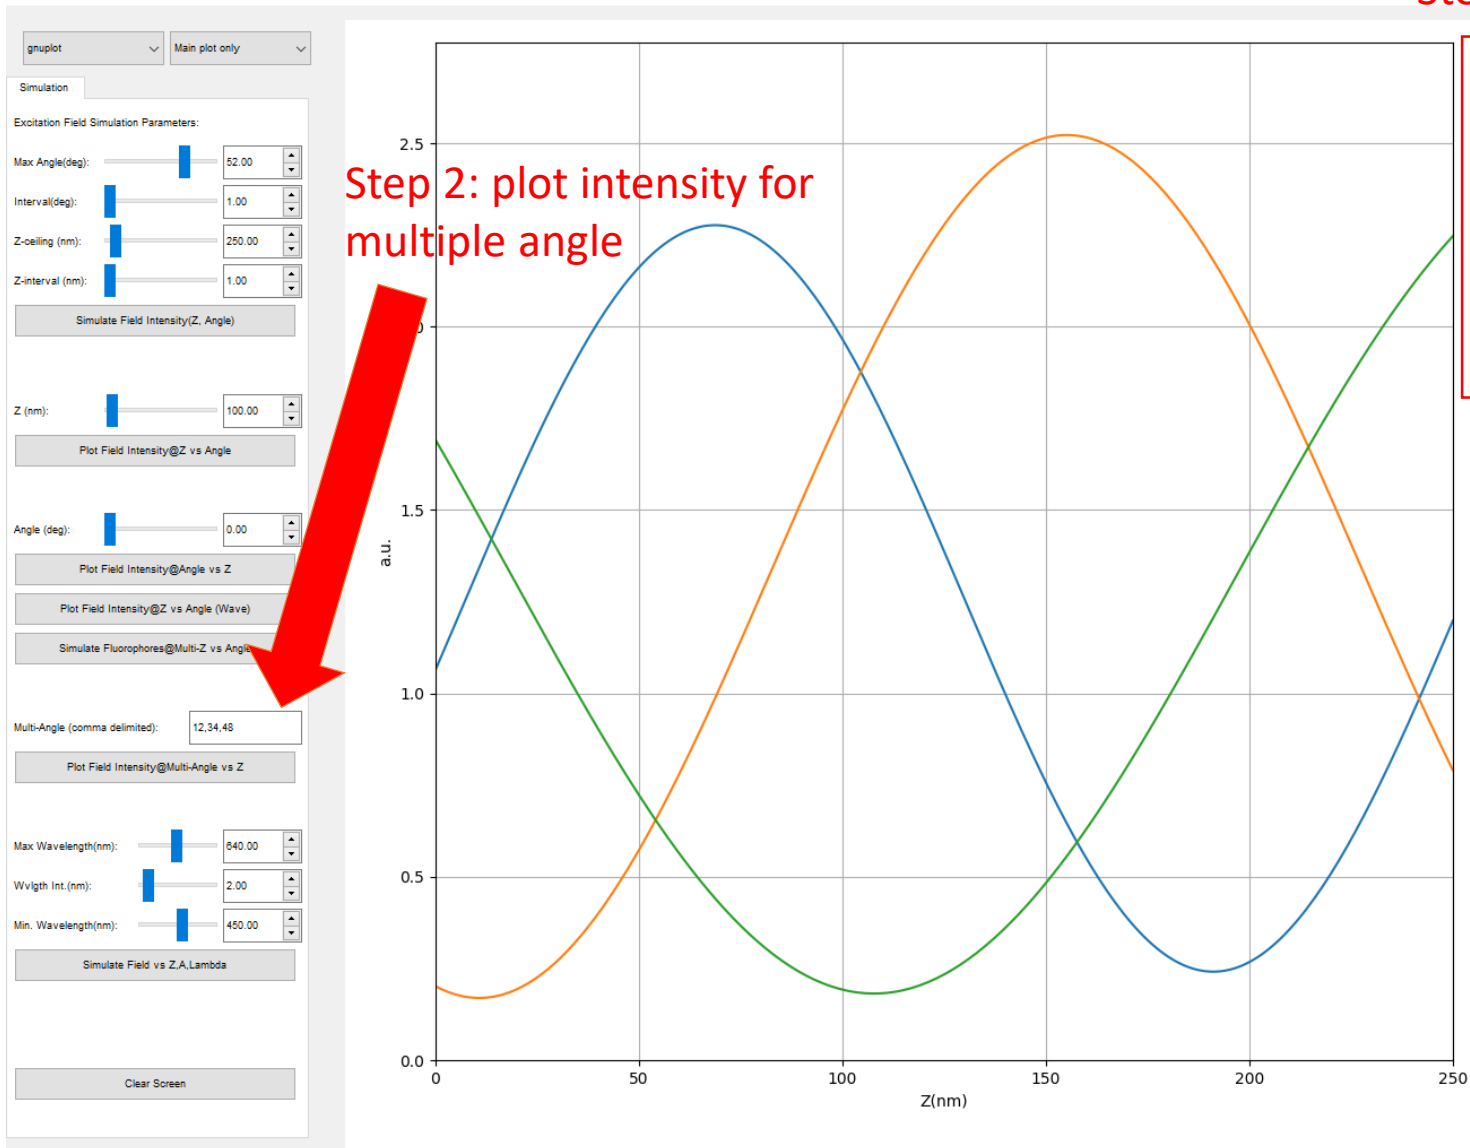 Ste
gnuplot
Main plot only
Simulation
Excitation Field Simulation Parameters:
Max Angle(deg):
52.00
Interval(deg):
1.00
Z-ceiling (nm):
250.00
Z-interval (nm):
1.00
Simulate Field Intensity(Z, Angle)
Z (nm):
100.00
Plot Field Intensity@Z vs Angle
Angle (deg):
0.00
Plot Field Intensity@Angle vs Z
Plot Field Intensity@Z vs Angle (Wave)
Simulate Fluorophores@Multi-Z vs Angle
Multi-Angle (comma delimited):
12,34,48
Plot Field Intensity@Multi-Angle vs Z
Max Wavelength(nm):
640.00
Wvlgth Int.(nm):
2.00
Min. Wavelength(nm):
450.00
Simulate Field vs Z,A,Lambda
Clear Screen
Step 2: plot intensity for
multiple angle
2.5
0
1.5
1.0
0.5
0.0
a.u.
0
50
100
150
200
250
Z(nm)